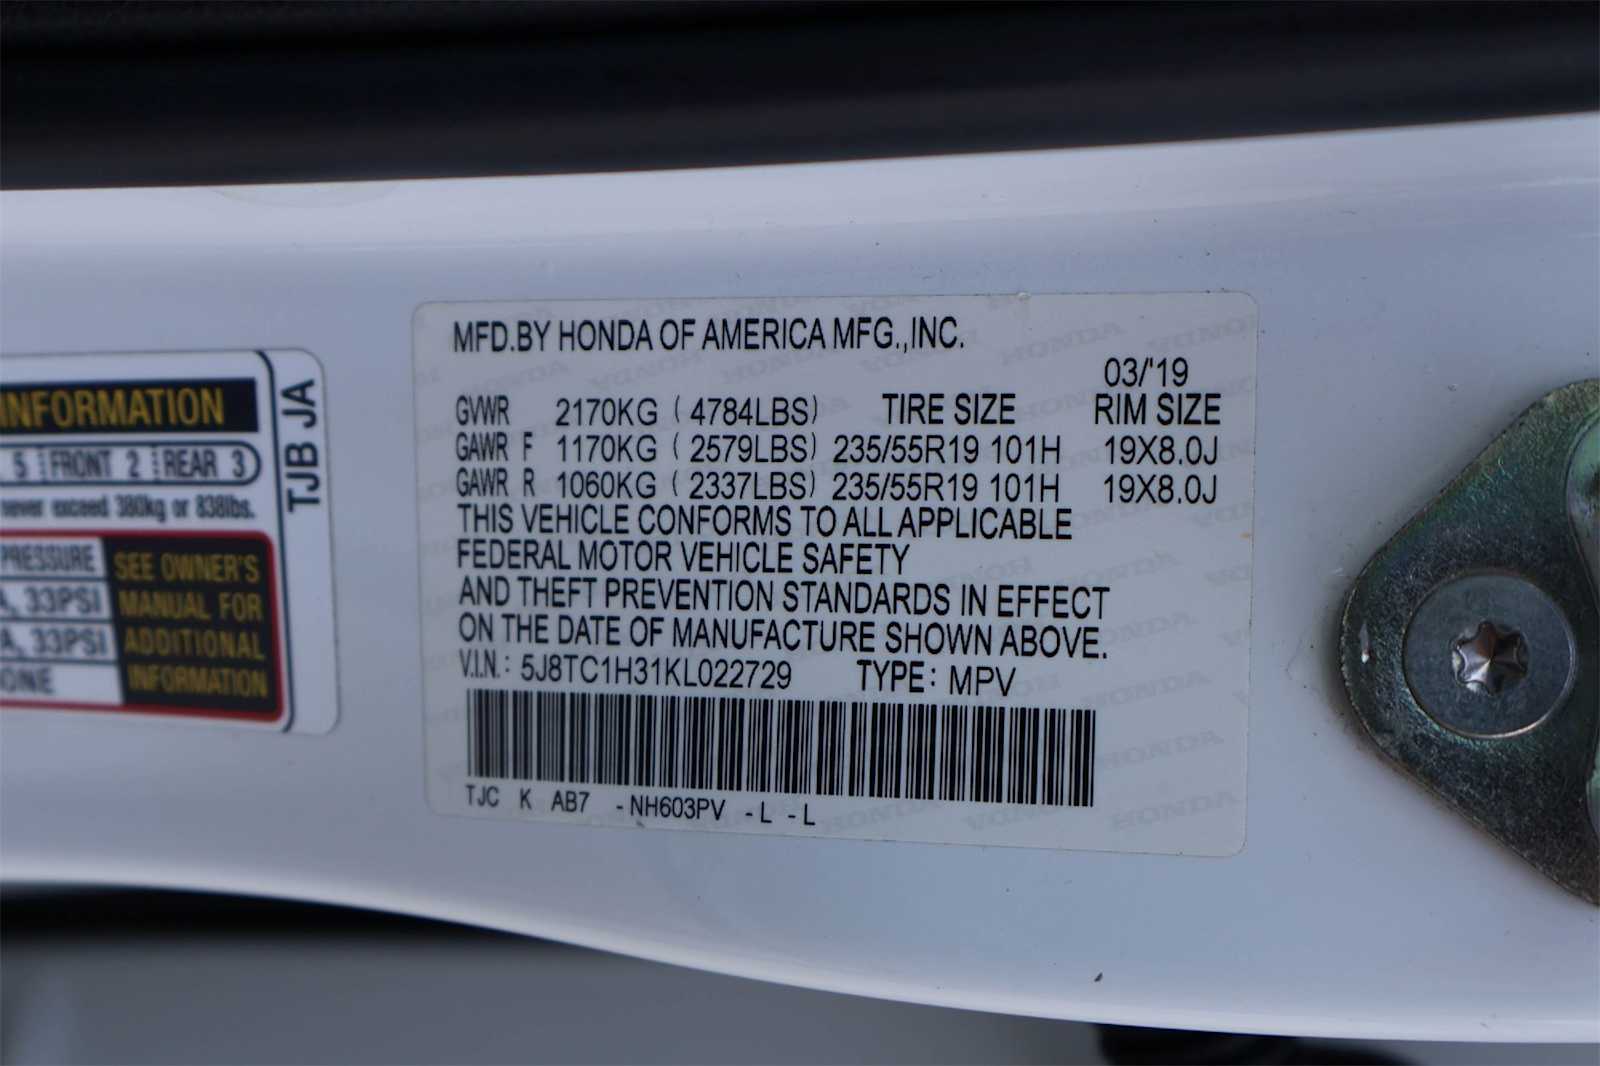 INFORMATION
5 FRONT 2 REAR 3
never exceed 380kg or 838lbs.
PRESSURE
33PSI
33PSI
SEE OWNER'S
MANUAL FOR
ADDITIONAL
INFORMATION
TJB JA
MFD.BY HONDA OF AMERICA MFG.,INC.
03/'19
GVWR 2170KG (4784LBS) TIRE SIZE RIM SIZE
GAWR F 1170KG (2579LBS) 235/55R19 101H 19X8.0J
GAWR R 1060KG (2337LBS) 235/55R19 101H 19X8.0J
THIS VEHICLE CONFORMS TO ALL APPLICABLE
FEDERAL MOTOR VEHICLE SAFETY
AND THEFT PREVENTION STANDARDS IN EFFECT
ON THE DATE OF MANUFACTURE SHOWN ABOVE.
V.I.N.: 5J8TC1H31KL022729 TYPE: MPV
TJC K AB7 -NH603PV -L -L